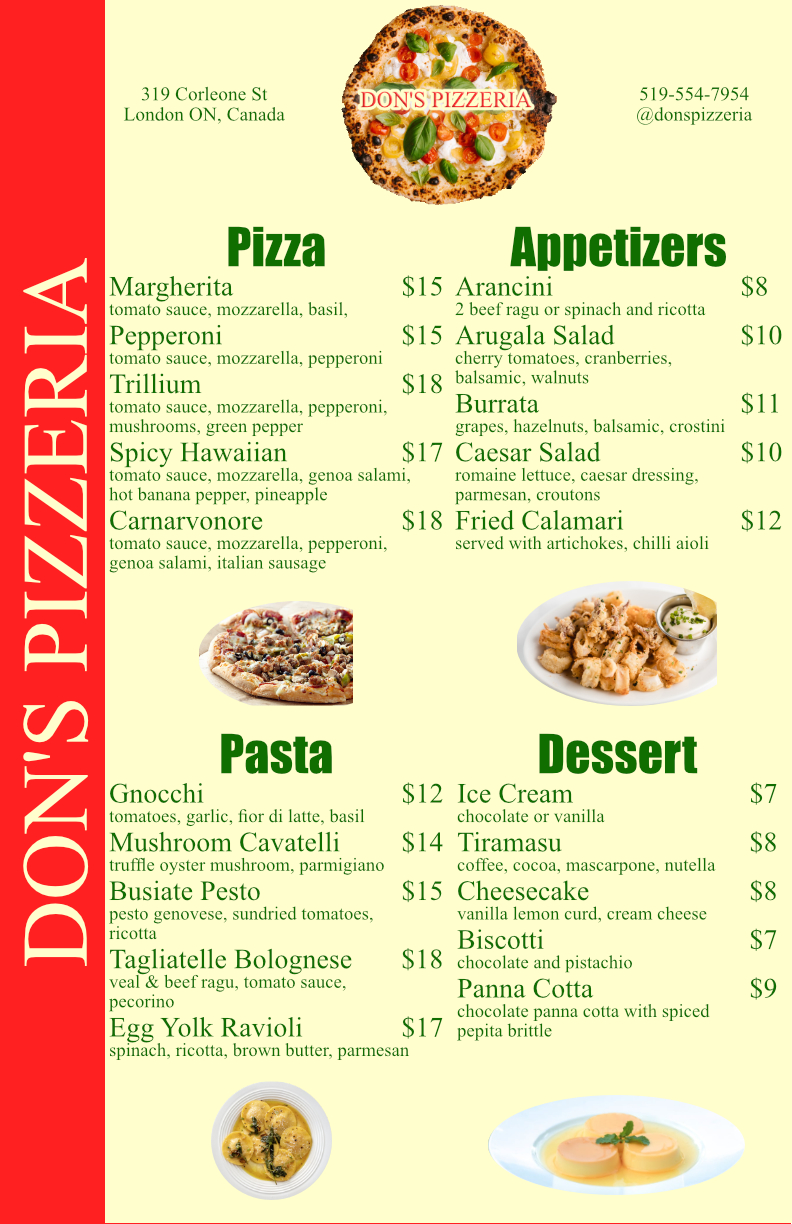 319 Corleone St
London ON, Canada
DON'S PIZZERIA
519-554-7954
@donspizzeria
DON'S PIZZERIA
Pizza
Margherita $15
tomato sauce, mozzarella, basil,
Pepperoni $15
tomato sauce, mozzarella, pepperoni
Trillium $18
tomato sauce, mozzarella, pepperoni,
mushrooms, green pepper
Spicy Hawaiian $17
tomato sauce, mozzarella, genoa salami,
hot banana pepper, pineapple
Carnarvonore $18
tomato sauce, mozzarella, pepperoni,
genoa salami, italian sausage
Appetizers
Arancini $8
2 beef ragu or spinach and ricotta
Arugala Salad $10
cherry tomatoes, cranberries,
balsamic, walnuts
Burrata $11
grapes, hazelnuts, balsamic, crostini
Caesar Salad $10
romaine lettuce, caesar dressing,
parmesan, croutons
Fried Calamari $12
served with artichokes, chilli aioli
Pasta
Gnocchi $12
tomatoes, garlic, fior di latte, basil
Mushroom Cavatelli $14
truffle oyster mushroom, parmigiano
Busiate Pesto $15
pesto genovese, sundried tomatoes,
ricotta
Tagliatelle Bolognese $18
veal & beef ragu, tomato sauce,
pecorino
Egg Yolk Ravioli $17
spinach, ricotta, brown butter, parmesan
Dessert
Ice Cream $7
chocolate or vanilla
Tiramasu $8
coffee, cocoa, mascarpone, nutella
Cheesecake $8
vanilla lemon curd, cream cheese
Biscotti $7
chocolate and pistachio
Panna Cotta $9
chocolate panna cotta with spiced
pepita brittle